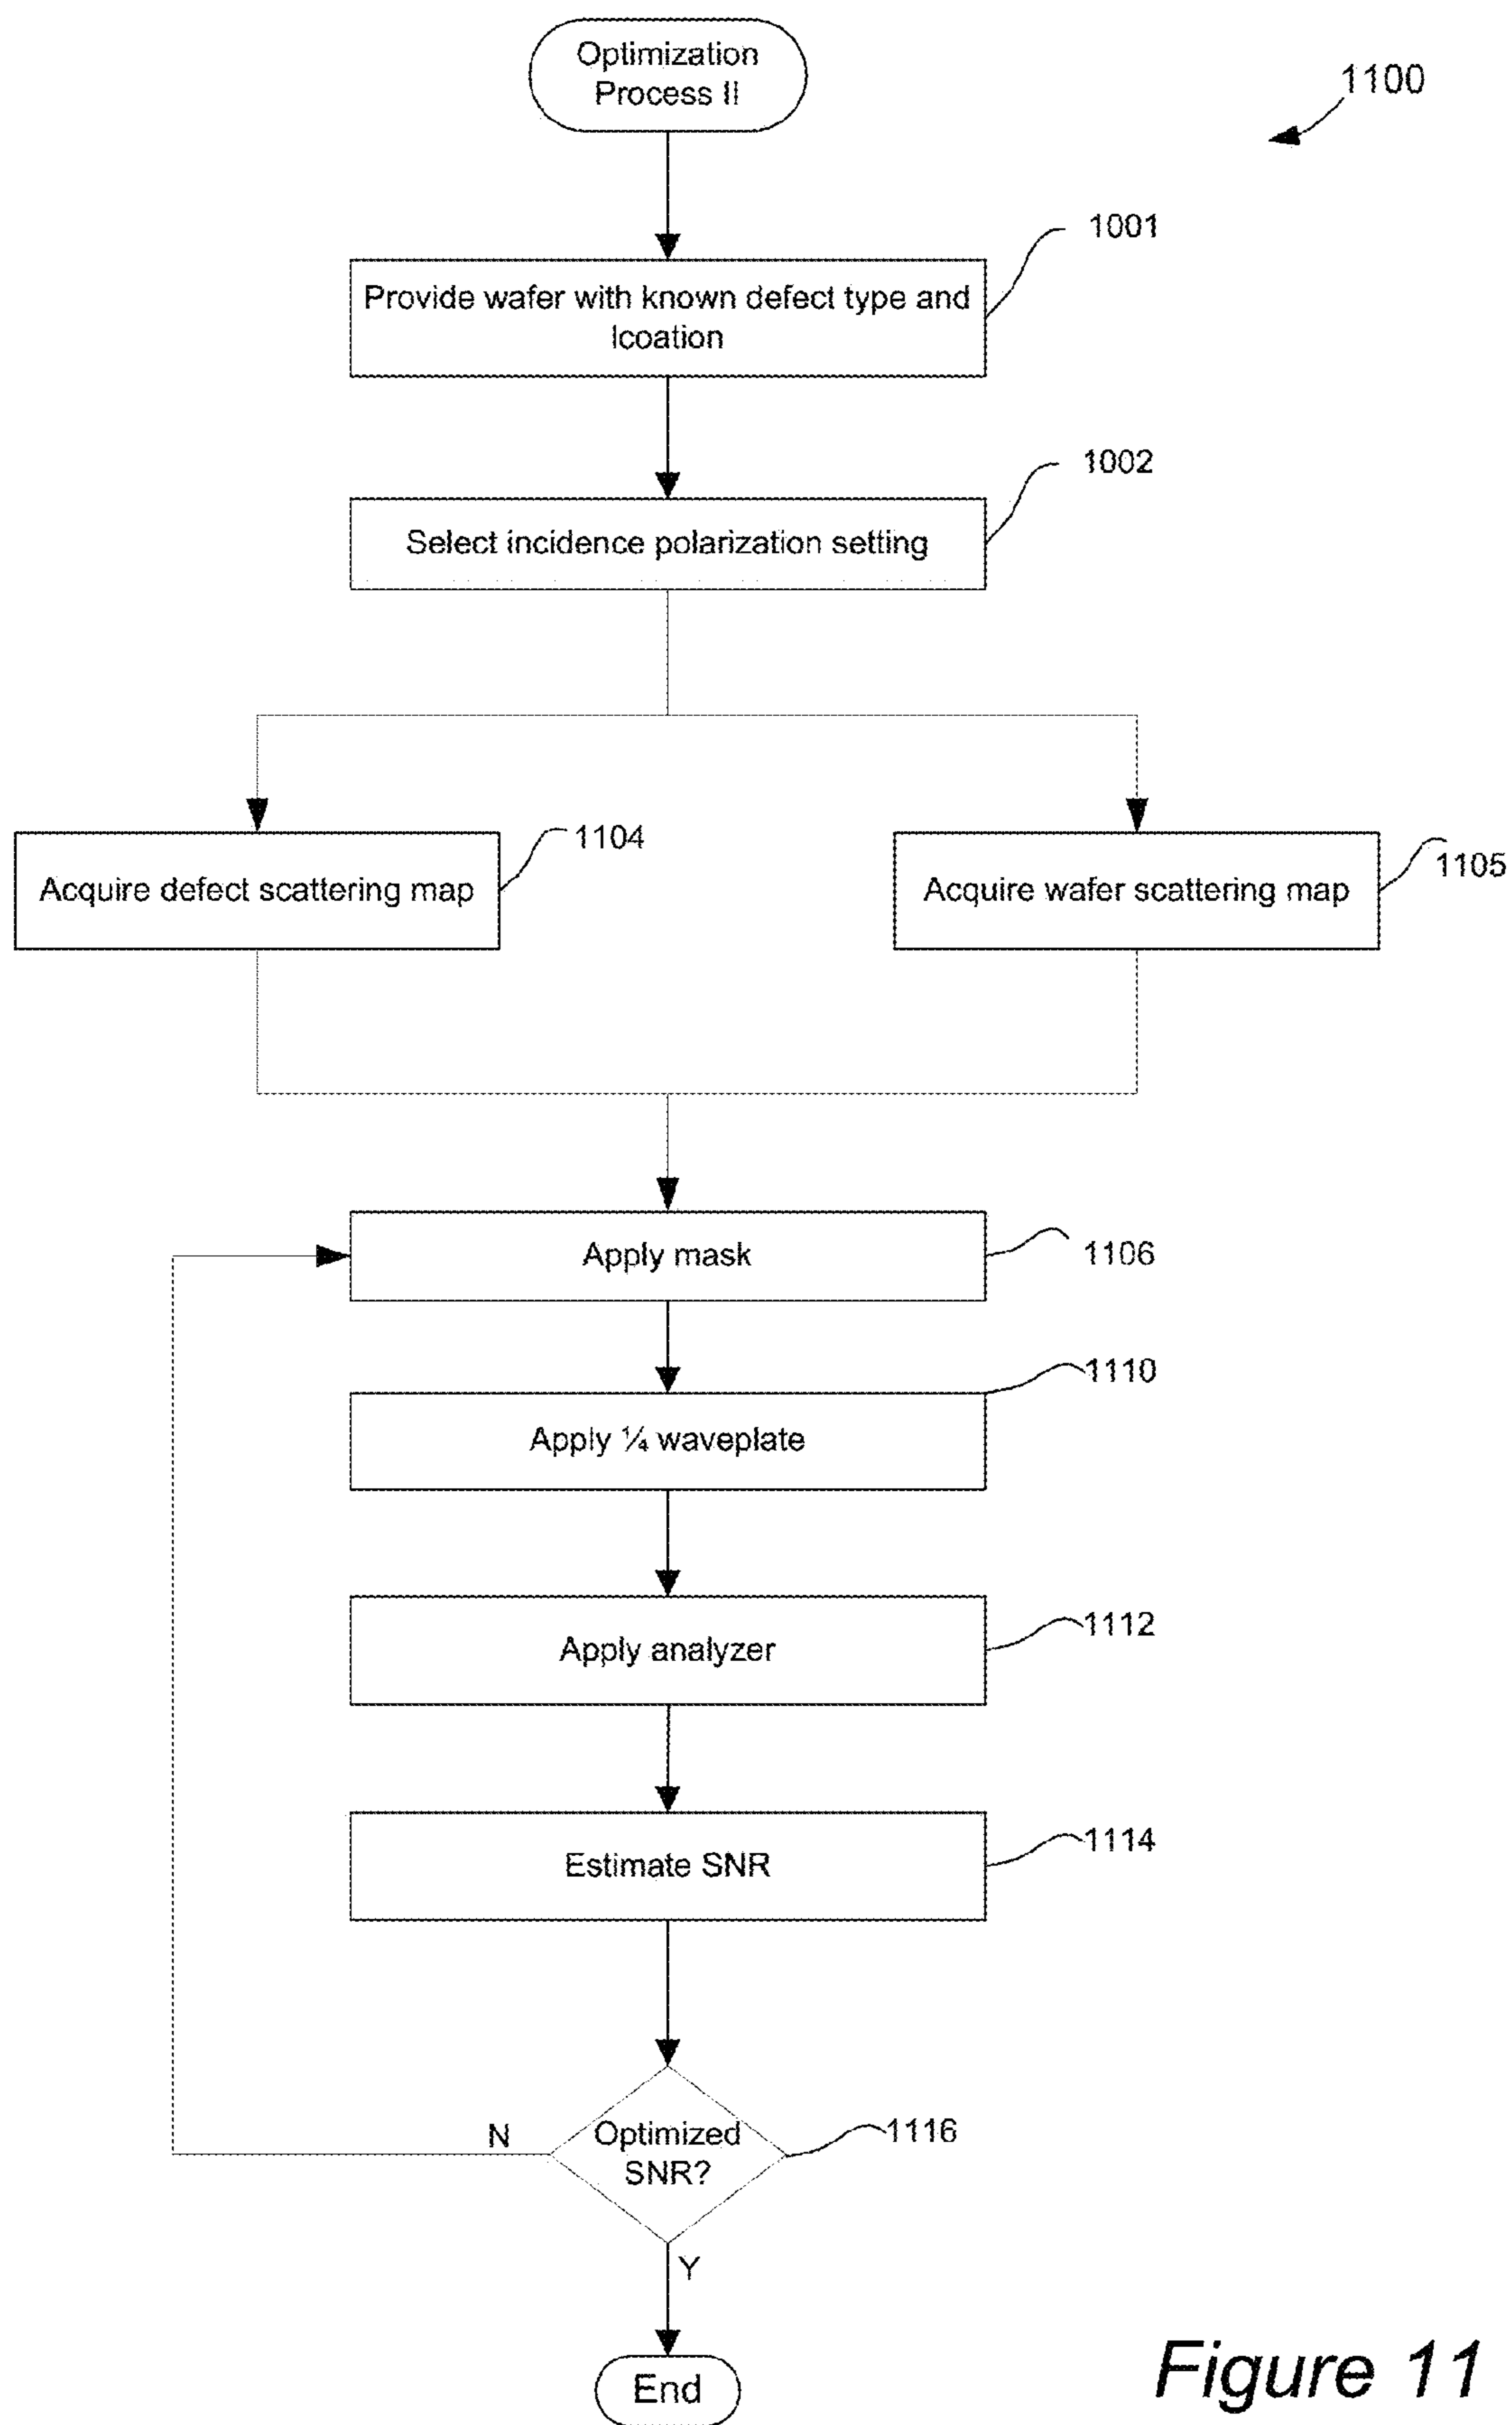 Optimization
Process II
1100
1001
Provide wafer with known defect type and
lcoation
1002
Select incidence polarization setting
1104
Acquire defect scattering map
1105
Acquire wafer scattering map
Apply mask
1106
1110
Apply ¼ waveplate
1112
Apply analyzer
1114
Estimate SNR
N
Optimized
SNR?
1116
Y
End
Figure 11